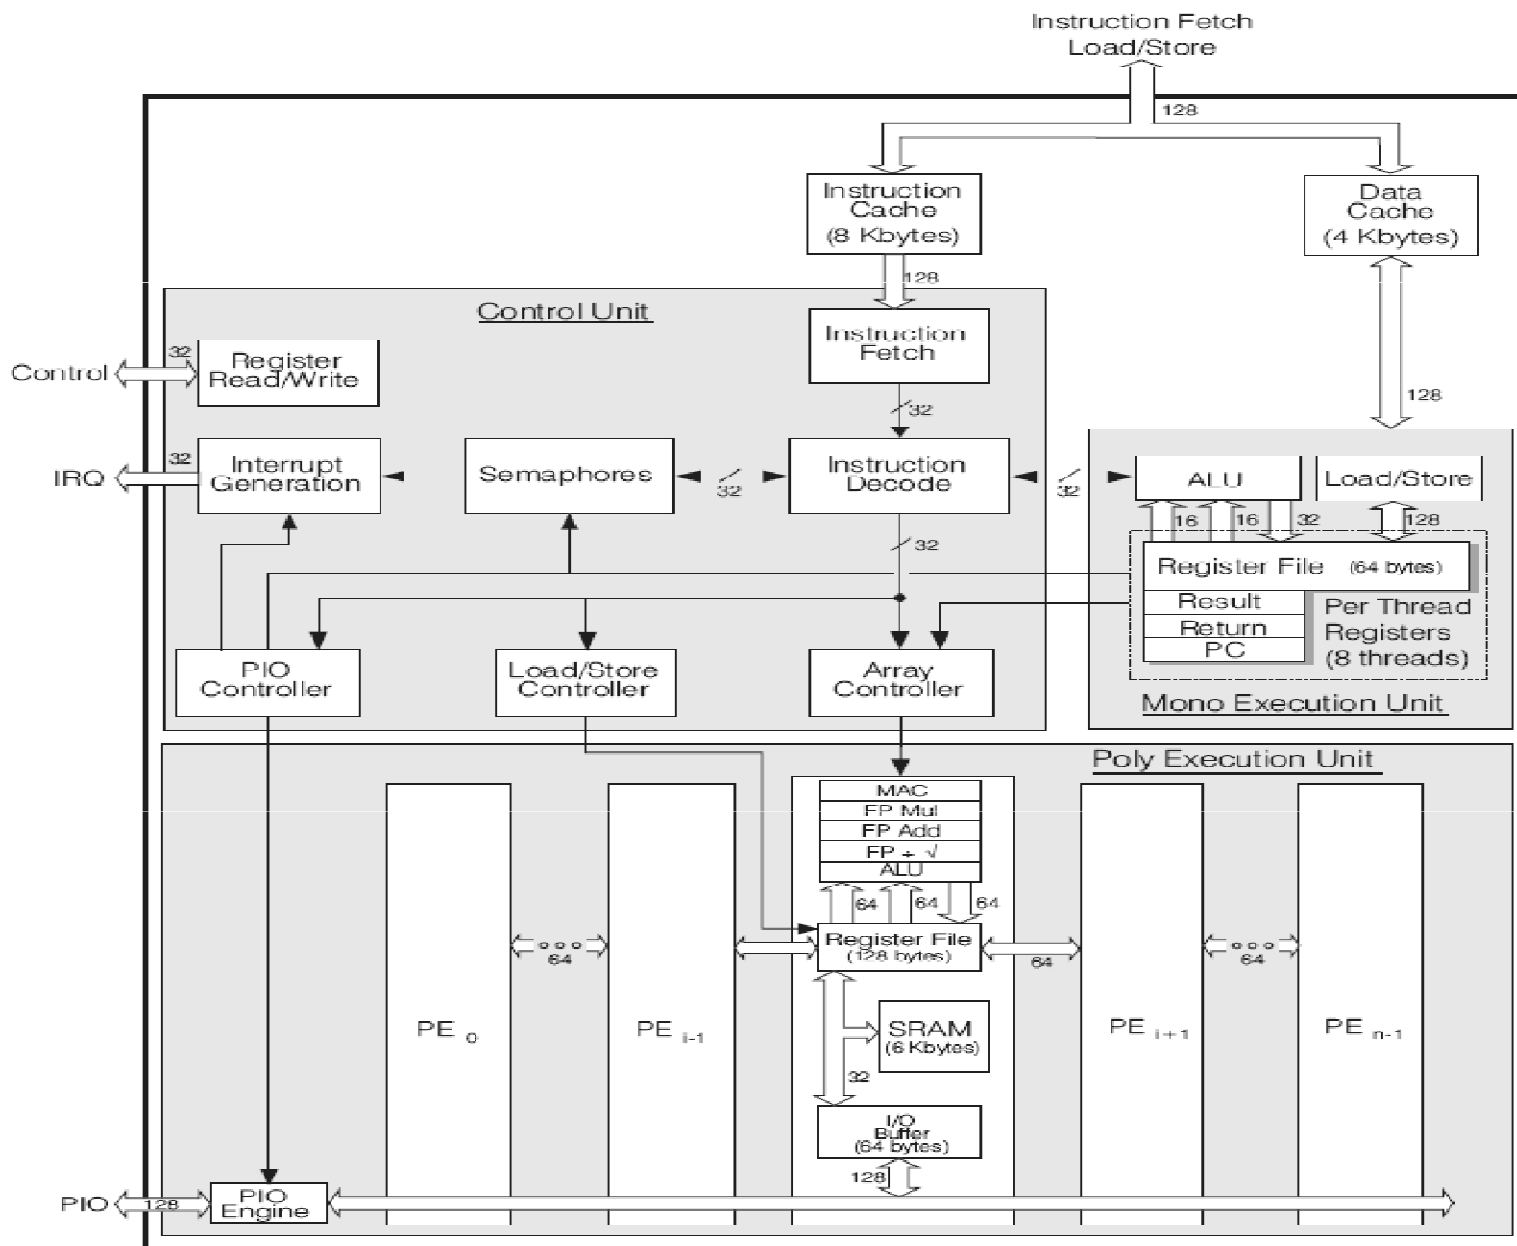 Instruction Fetch
Load/Store
128
Instruction
Cache
(8 Kbytes)
Data
Cache
(4 Kbytes)
128
Control Unit
Instruction
Fetch
32
Control
Register
Read/Write
128
32
32
IRQ
Interrupt
Generation
Semaphores
32
Instruction
Decode
32
ALU
Load/Store
16
16
32
128
32
Register File (64 bytes)
Result
Return
PC
Per Thread
Registers
(8 threads)
PIO
Controller
Load/Store
Controller
Array
Controller
Mono Execution Unit
Poly Execution Unit
MAC
FP Mul
FP Add
FP ÷ √
ALU
64
64
64
Register File
(128 bytes)
64
64
64
PE 0
PE i-1
SRAM
(6 Kbytes)
PE i+1
PE n-1
32
I/O
Buffer
(64 bytes)
128
PIO
128
PIO
Engine